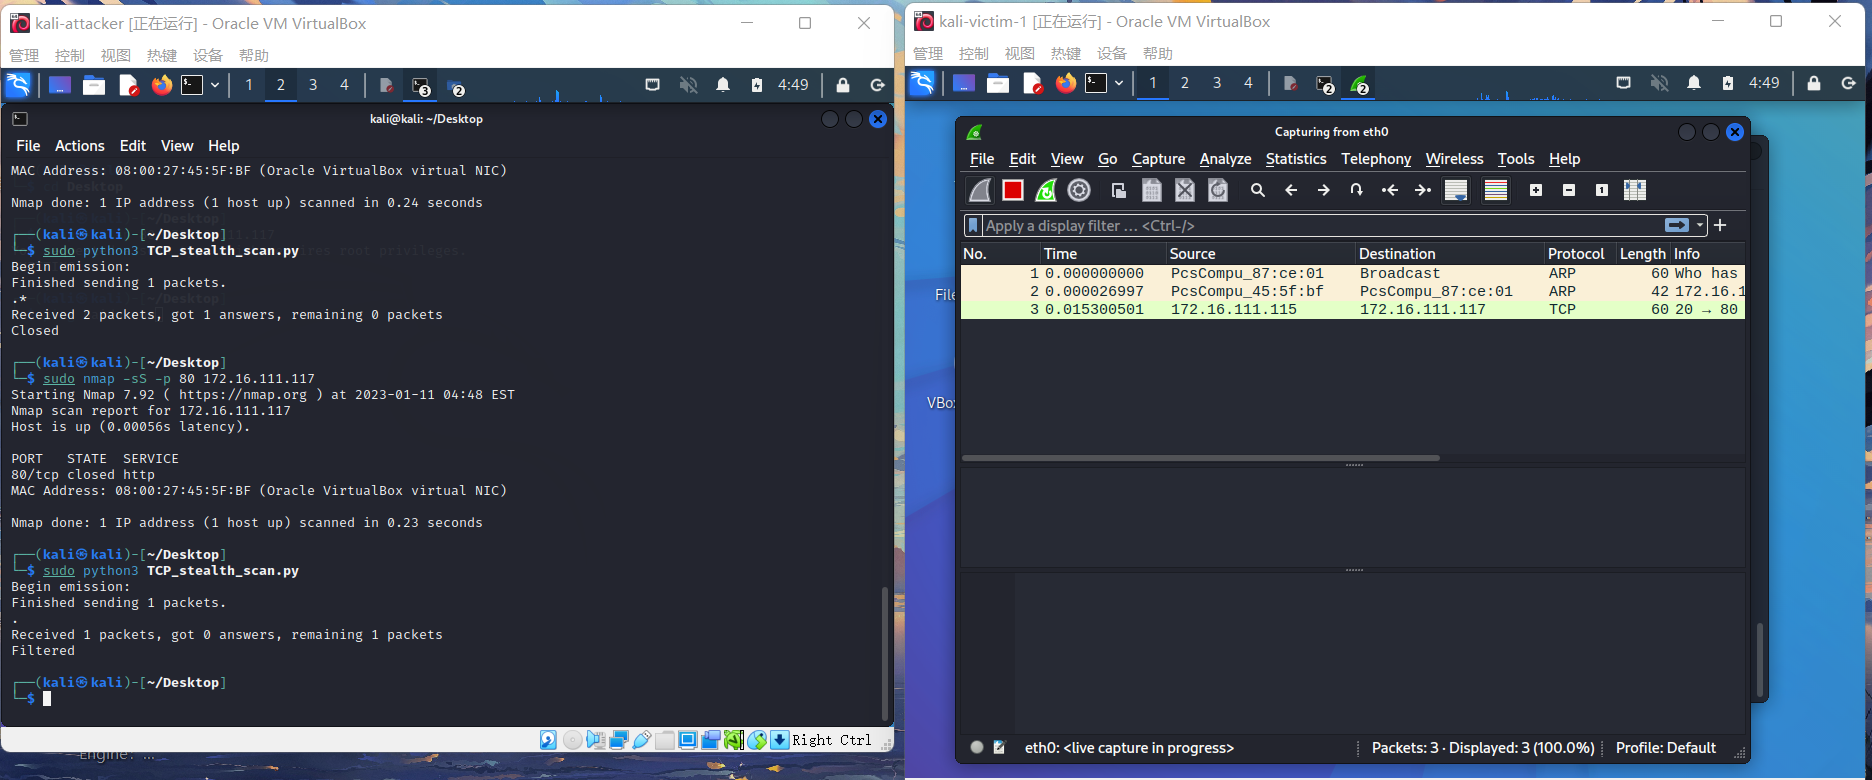 kali-attacker [正在运行] - Oracle VM VirtualBox
管理 控制 视图 热键 设备 帮助
1 2 3 4 3 2 4:49
kali@kali: ~/Desktop
File Actions Edit View Help
MAC Address: 08:00:27:45:5F:BF (Oracle VirtualBox virtual NIC)
Nmap done: 1 IP address (1 host up) scanned in 0.24 seconds
┌──(kali㉿kali)-[~/Desktop]
└─$ sudo python3 TCP_stealth_scan.py
Begin emission:
Finished sending 1 packets.
.*
Received 2 packets, got 1 answers, remaining 0 packets
Closed
┌──(kali㉿kali)-[~/Desktop]
└─$ sudo nmap -sS -p 80 172.16.111.117
Starting Nmap 7.92 ( https://nmap.org ) at 2023-01-11 04:48 EST
Nmap scan report for 172.16.111.117
Host is up (0.00056s latency).
PORT STATE SERVICE
80/tcp closed http
MAC Address: 08:00:27:45:5F:BF (Oracle VirtualBox virtual NIC)
Nmap done: 1 IP address (1 host up) scanned in 0.23 seconds
┌──(kali㉿kali)-[~/Desktop]
└─$ sudo python3 TCP_stealth_scan.py
Begin emission:
Finished sending 1 packets.
.
Received 1 packets, got 0 answers, remaining 1 packets
Filtered
┌──(kali㉿kali)-[~/Desktop]
└─$
Right Ctrl
Engine: ...
kali-victim-1 [正在运行] - Oracle VM VirtualBox
管理 控制 视图 热键 设备 帮助
1 2 3 4 2 2 4:49
Capturing from eth0
File Edit View Go Capture Analyze Statistics Telephony Wireless Tools Help
Apply a display filter ... <Ctrl-/>
No. Time Source Destination Protocol Length Info
1 0.000000000 PcsCompu_87:ce:01 Broadcast ARP 60 Who has
2 0.000026997 PcsCompu_45:5f:bf PcsCompu_87:ce:01 ARP 42 172.16.1
3 0.015300501 172.16.111.115 172.16.111.117 TCP 60 20 → 80
File
VBox
eth0: <live capture in progress>
Packets: 3 · Displayed: 3 (100.0%)
Profile: Default